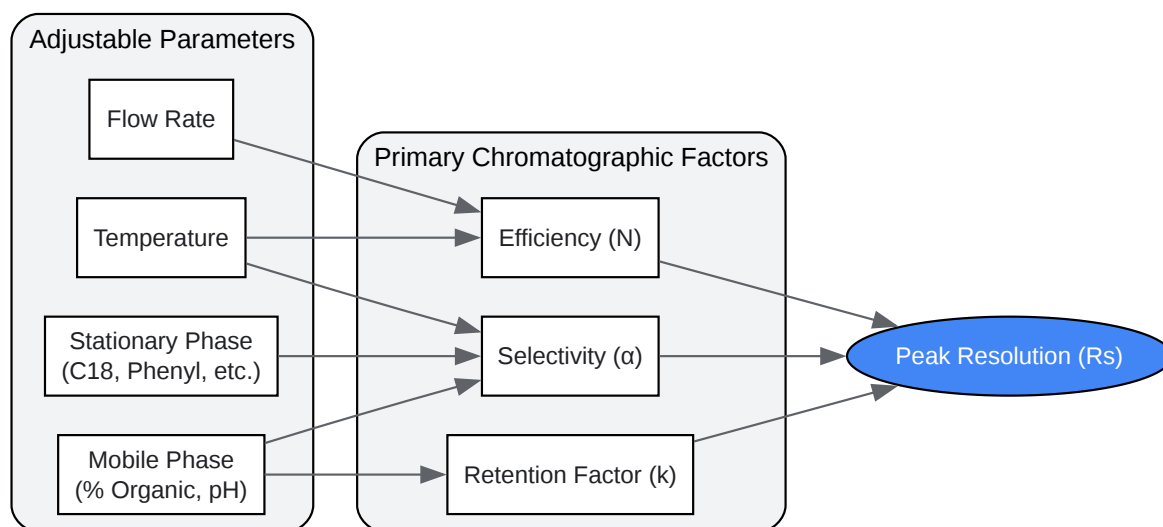 Adjustable Parameters
Flow Rate
Temperature
Stationary Phase
(C18, Phenyl, etc.)
Mobile Phase
(% Organic, pH)
Primary Chromatographic Factors
Efficiency (N)
Selectivity (α)
Retention Factor (k)
Peak Resolution (Rs)